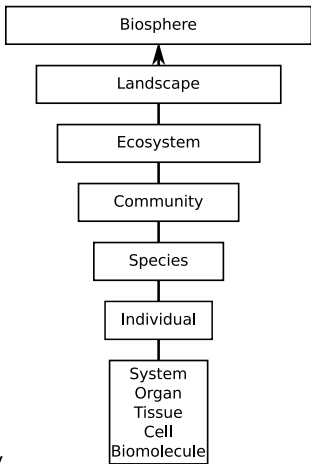 Biosphere
Landscape
Ecosystem
Community
Species
Individual
System
Organ
Tissue
Cell
Biomolecule